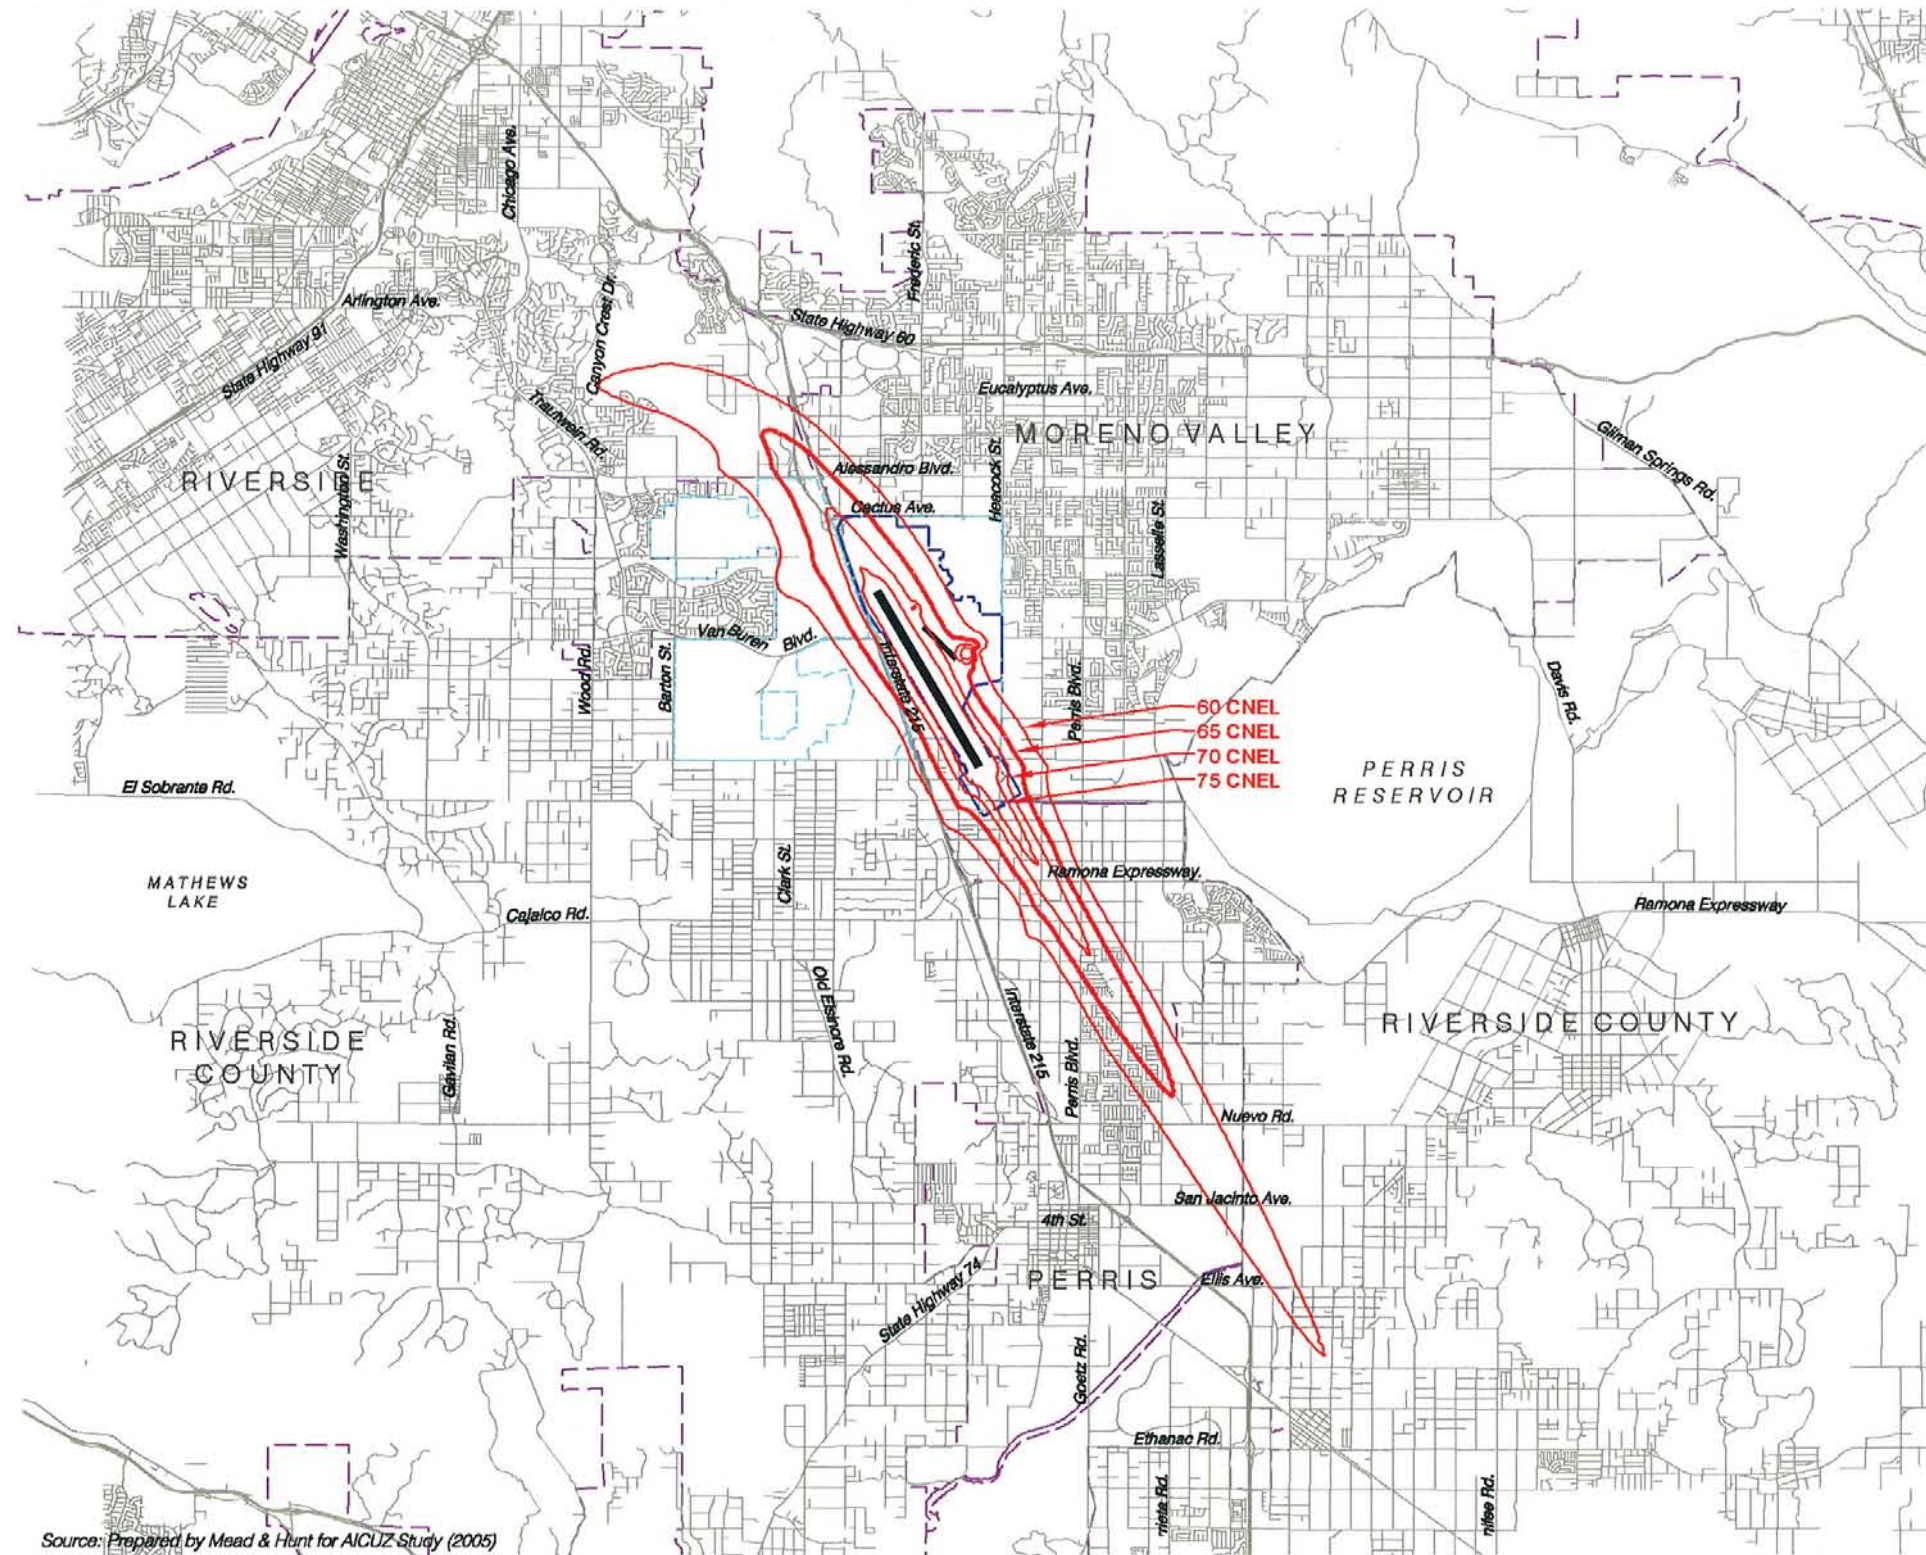 Chicago Ave.
Frederic St.
Canyon Crest Dr.
Arlington Ave.
State Highway 91
State Highway 60
Eucalyptus Ave.
Trautwein Rd.
MORENO VALLEY
Heacock St.
Gilman Springs Rd.
RIVERSIDE
Washington St.
Alessandro Blvd.
Cactus Ave.
Lasselle St.
Van Buren Blvd.
Wood Rd.
Barton St.
Interstate 215
Perris Blvd.
Davis Rd.
60 CNEL
65 CNEL
70 CNEL
75 CNEL
El Sobrante Rd.
PERRIS
RESERVOIR
MATHEWS
LAKE
Clark St.
Ramona Expressway.
Cajalco Rd.
Ramona Expressway
Old Elsinore Rd.
Interstate 215
RIVERSIDE
COUNTY
RIVERSIDE COUNTY
Gavilan Rd.
Perris Blvd.
Nuevo Rd.
San Jacinto Ave.
4th St.
PERRIS
Ellis Ave.
State Highway 74
Goetz Rd.
Ethanac Rd.
Source: Prepared by Mead & Hunt for AICUZ Study (2005)